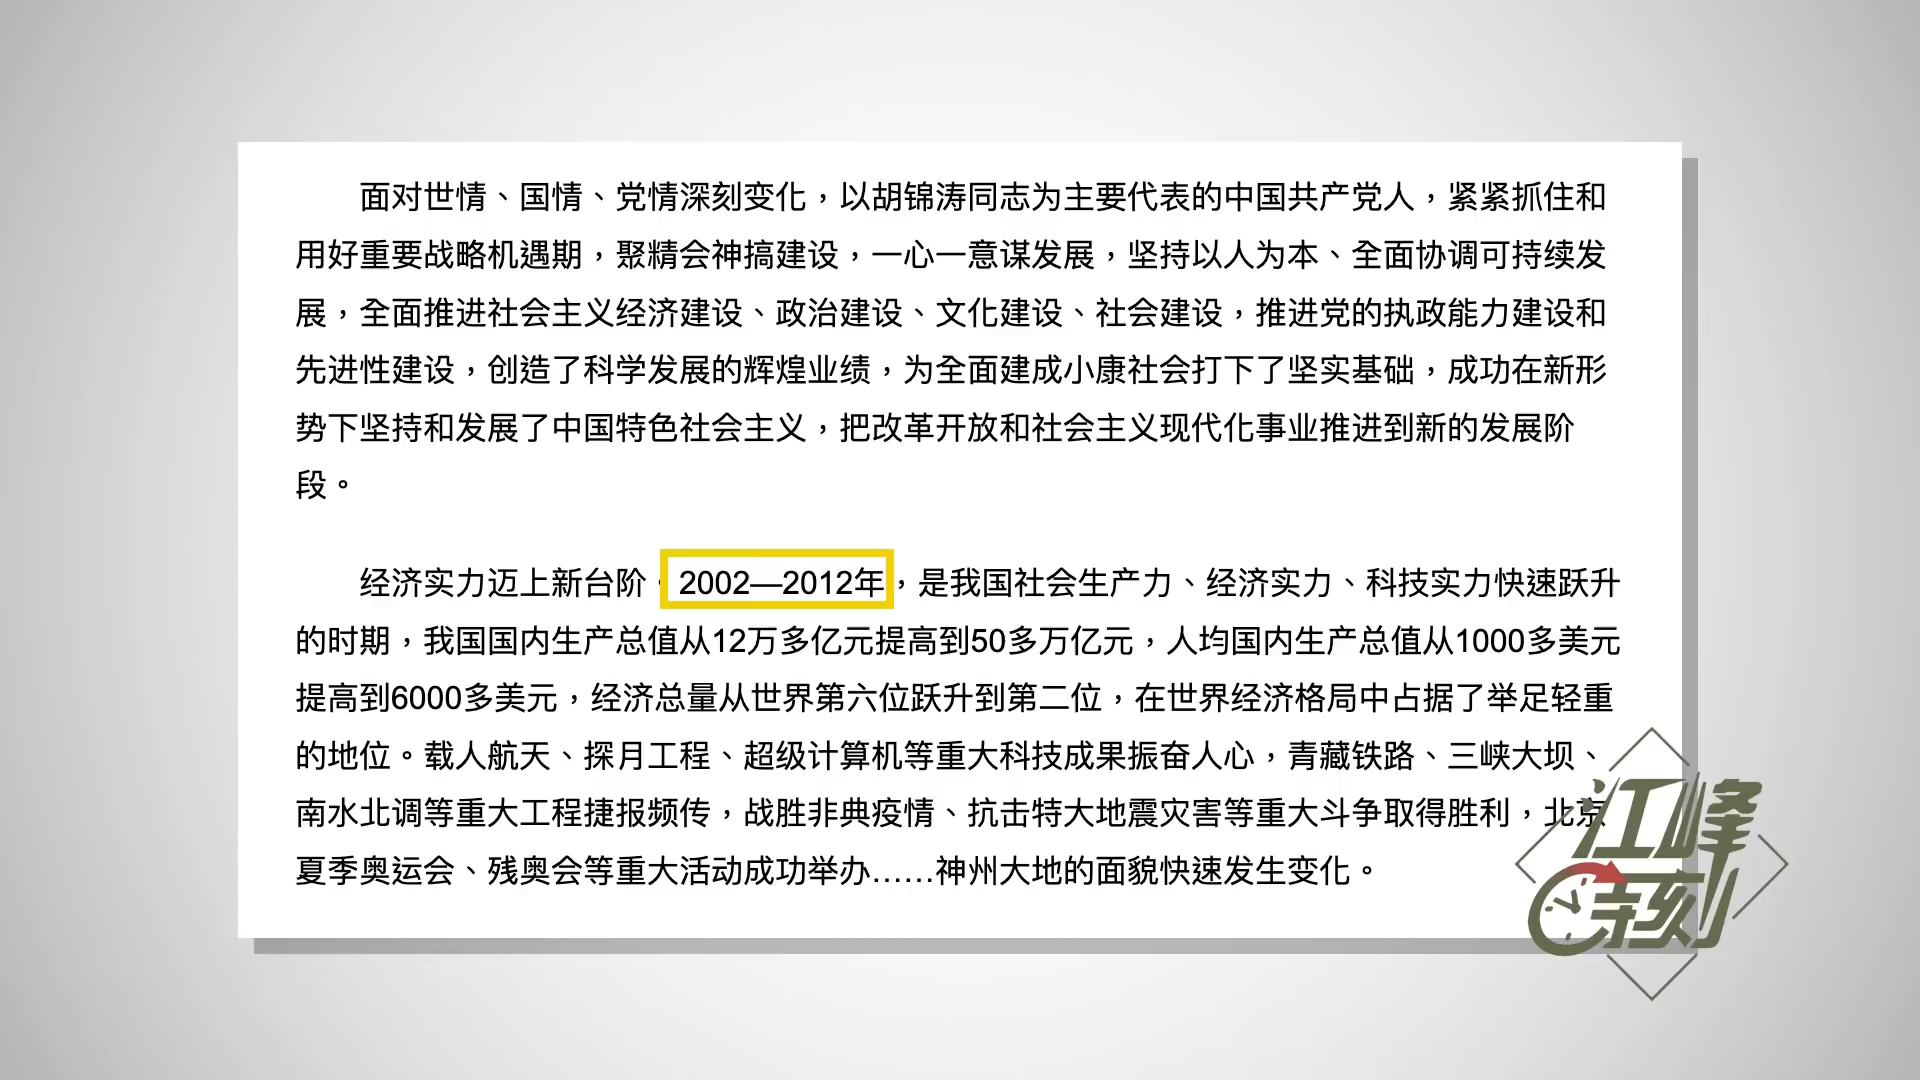 面对世情、国情、党情深刻变化，以胡锦涛同志为主要代表的中国共产党人，紧紧抓住和
用好重要战略机遇期，聚精会神搞建设，一心一意谋发展，坚持以人为本、全面协调可持续发
展，全面推进社会主义经济建设、政治建设、文化建设、社会建设，推进党的执政能力建设和
先进性建设，创造了科学发展的辉煌业绩，为全面建成小康社会打下了坚实基础，成功在新形
势下坚持和发展了中国特色社会主义，把改革开放和社会主义现代化事业推进到新的发展阶
段。
经济实力迈上新台阶。2002—2012年，是我国社会生产力、经济实力、科技实力快速跃升
的时期，我国国内生产总值从12万多亿元提高到50多万亿元，人均国内生产总值从1000多美元
提高到6000多美元，经济总量从世界第六位跃升到第二位，在世界经济格局中占据了举足轻重
的地位。载人航天、探月工程、超级计算机等重大科技成果振奋人心，青藏铁路、三峡大坝、
南水北调等重大工程捷报频传，战胜非典疫情、抗击特大地震灾害等重大斗争取得胜利，北京
夏季奥运会、残奥会等重大活动成功举办……神州大地的面貌快速发生变化。
江峰
时刻